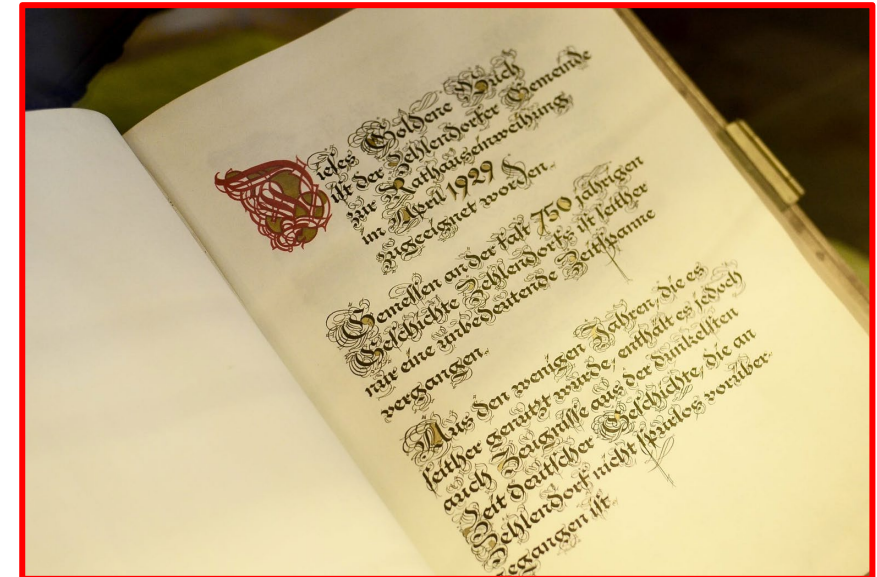 Dieses Goldene Buch
ist der Zehlendorfer Gemeinde
zur Rathauseinweihung
im April 1929
zugeeignet worden.
Gemessen an der fast 750 jährigen
Geschichte Zehlendorfs ist seither
nur eine unbedeutende Zeitspanne
vergangen.
Aus den wenigen Jahren, die es
seither genutzt wurde, enthält es jedoch
auch Zeugnisse aus der dunkelsten
Zeit deutscher Geschichte, die an
Zehlendorf nicht spurlos vorüber-
gegangen ist.